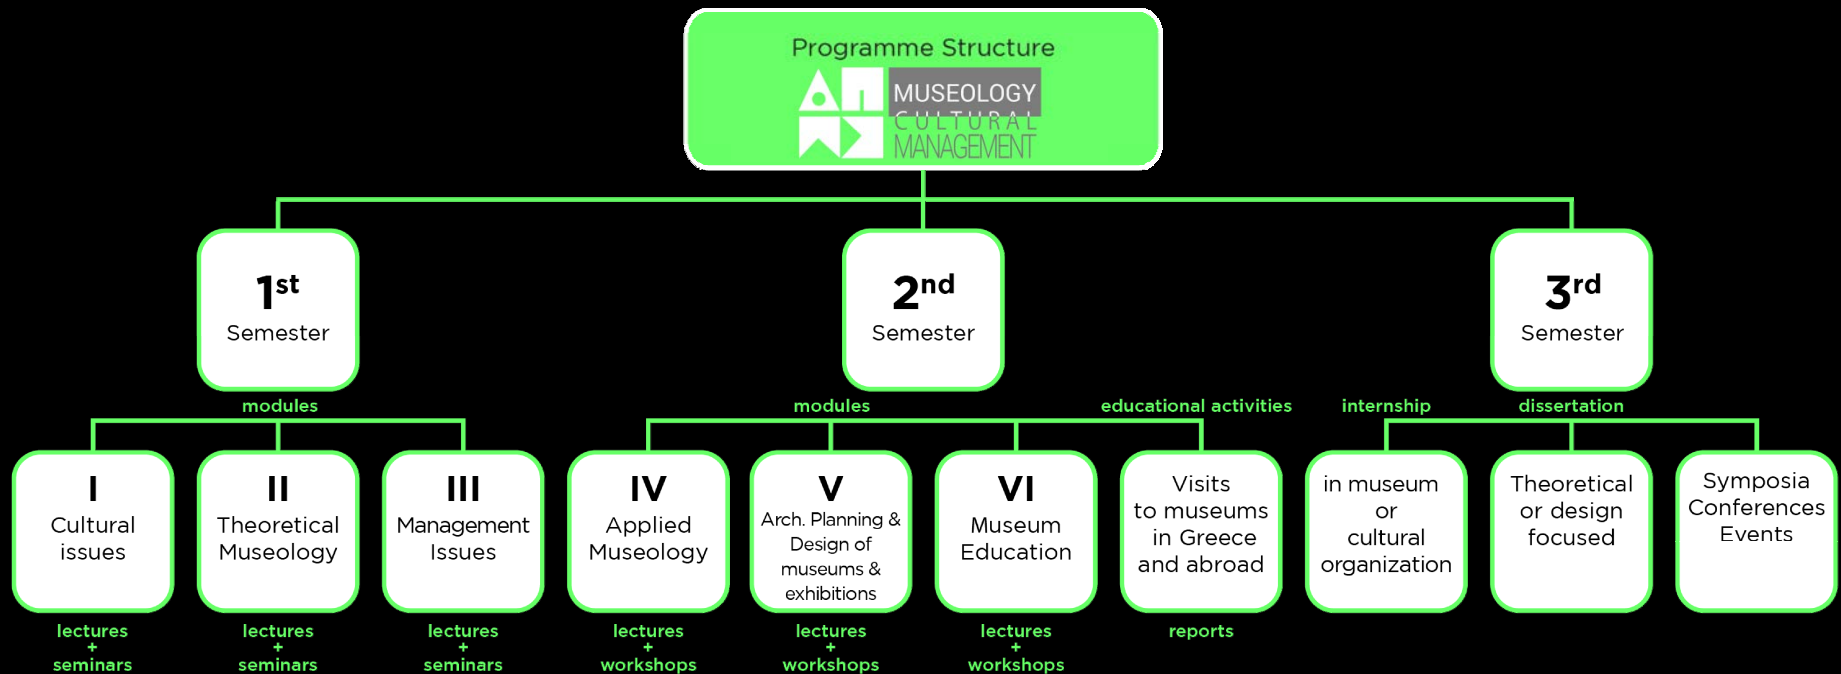 Programme Structure
MUSEOLOGY
CULTURAL
MANAGEMENT
1st
Semester
2nd
Semester
3rd
Semester
modules
modules
educational activities
internship
dissertation
I
Cultural
issues
II
Theoretical
Museology
III
Management
Issues
IV
Applied
Museology
V
Arch. Planning &
Design of
museums &
exhibitions
VI
Museum
Education
Visits
to museums
in Greece
and abroad
in museum
or
cultural
organization
Theoretical
or design
focused
Symposia
Conferences
Events
lectures
+
seminars
lectures
+
seminars
lectures
+
seminars
lectures
+
workshops
lectures
+
workshops
lectures
+
workshops
reports